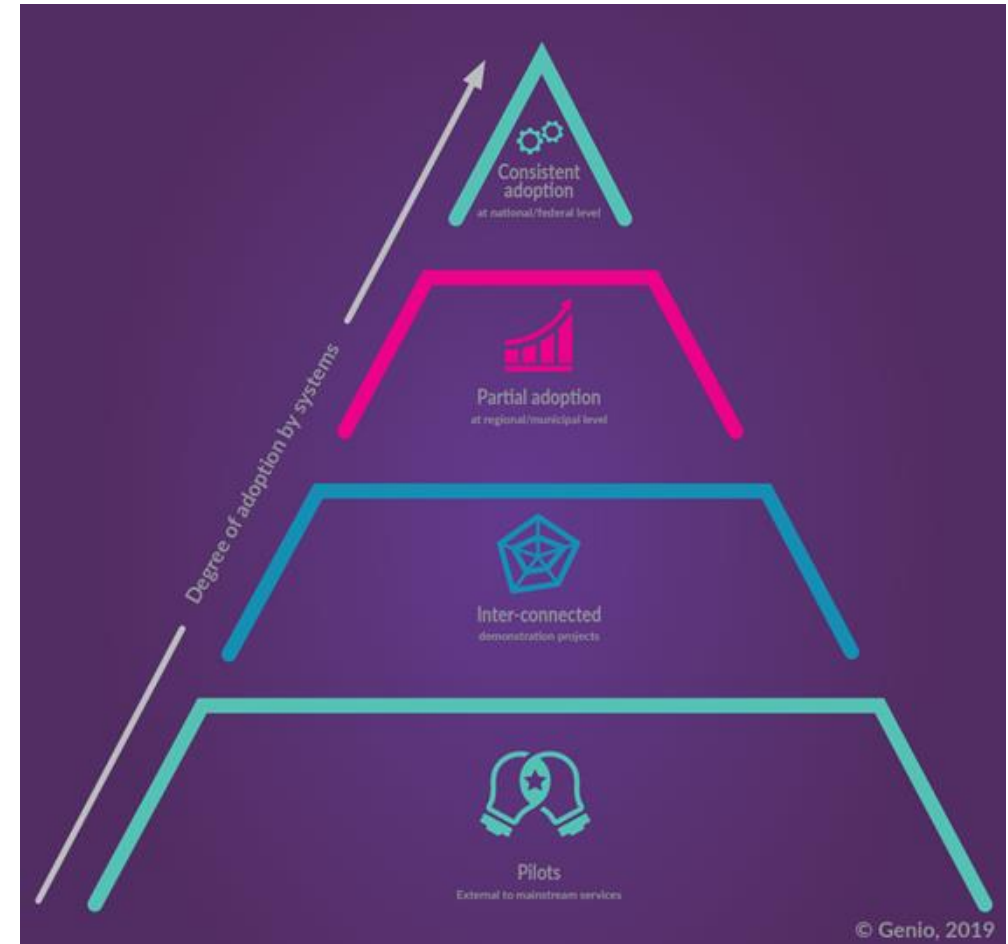 Consistent
adoption
at national/federal level
Partial adoption
at regional/municipal level
Degree of adoption by systems
Inter-connected
demonstration projects
Pilots
External to mainstream services
© Genio, 2019